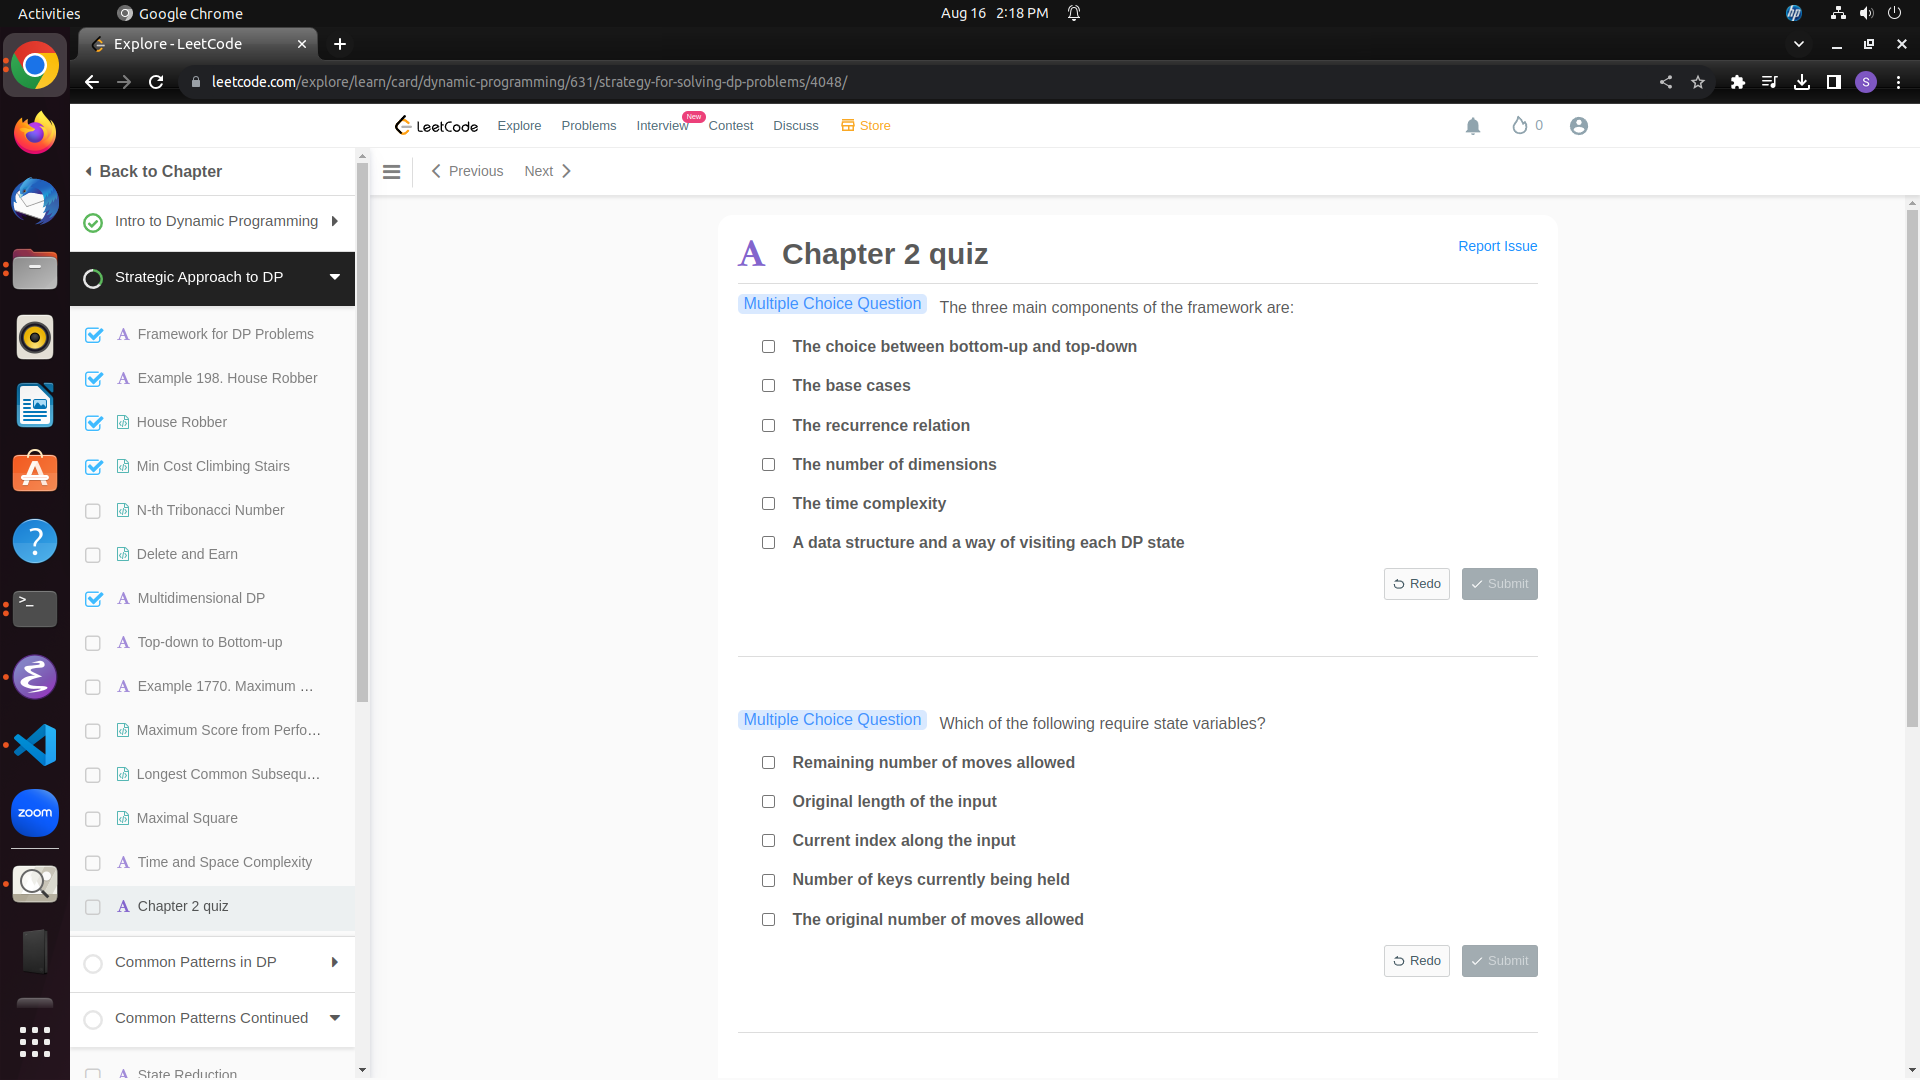 Activities
Google Chrome
Aug 16 2:18 PM
hp
Explore - LeetCode
leetcode.com/explore/learn/card/dynamic-programming/631/strategy-for-solving-dp-problems/4048/
S
LeetCode
Explore
Problems
Interview
New
Contest
Discuss
Store
0
Back to Chapter
Previous
Next
Intro to Dynamic Programming
Strategic Approach to DP
A Framework for DP Problems
A Example 198. House Robber
House Robber
Min Cost Climbing Stairs
N-th Tribonacci Number
Delete and Earn
A Multidimensional DP
A Top-down to Bottom-up
A Example 1770. Maximum ...
Maximum Score from Perfo...
Longest Common Subsequ...
Maximal Square
A Time and Space Complexity
A Chapter 2 quiz
Common Patterns in DP
Common Patterns Continued
A State Reduction
A Chapter 2 quiz
Report Issue
Multiple Choice Question The three main components of the framework are:
The choice between bottom-up and top-down
The base cases
The recurrence relation
The number of dimensions
The time complexity
A data structure and a way of visiting each DP state
Redo
Submit
Multiple Choice Question Which of the following require state variables?
Remaining number of moves allowed
Original length of the input
Current index along the input
Number of keys currently being held
The original number of moves allowed
Redo
Submit
zoom